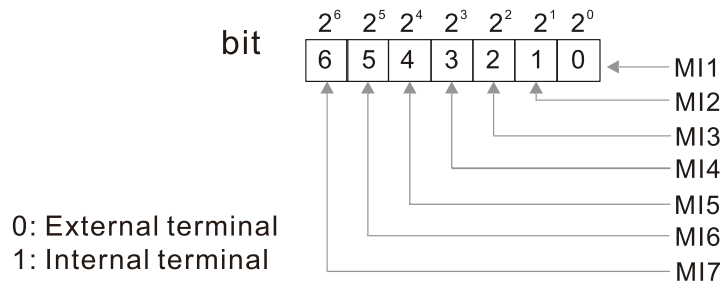 2⁶ 2⁵ 2⁴ 2³ 2² 2¹ 2⁰
bit 6 5 4 3 2 1 0
MI1
MI2
MI3
MI4
MI5
MI6
MI7
0: External terminal
1: Internal terminal